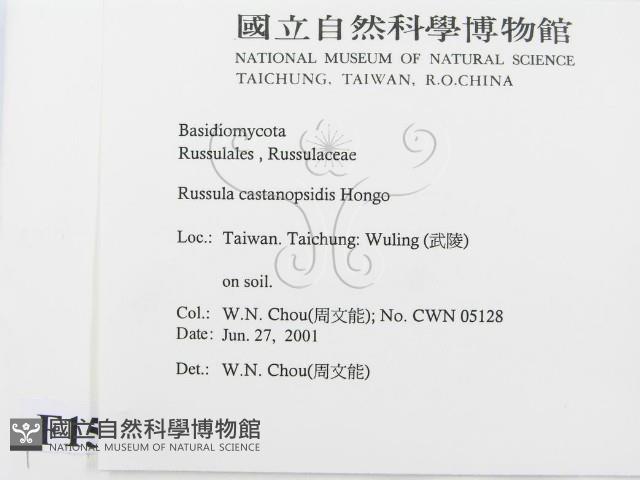 國立自然科學博物館
NATIONAL MUSEUM OF NATURAL SCIENCE
TAICHUNG, TAIWAN, R.O.CHINA
Basidiomycota
Russulales , Russulaceae
Russula castanopsidis Hongo
Loc.: Taiwan. Taichung: Wuling (武陵)
on soil.
Col.: W.N. Chou(周文能); No. CWN 05128
Date: Jun. 27, 2001
Det.: W.N. Chou(周文能)
國立自然科學博物館
NATIONAL MUSEUM OF NATURAL SCIENCE